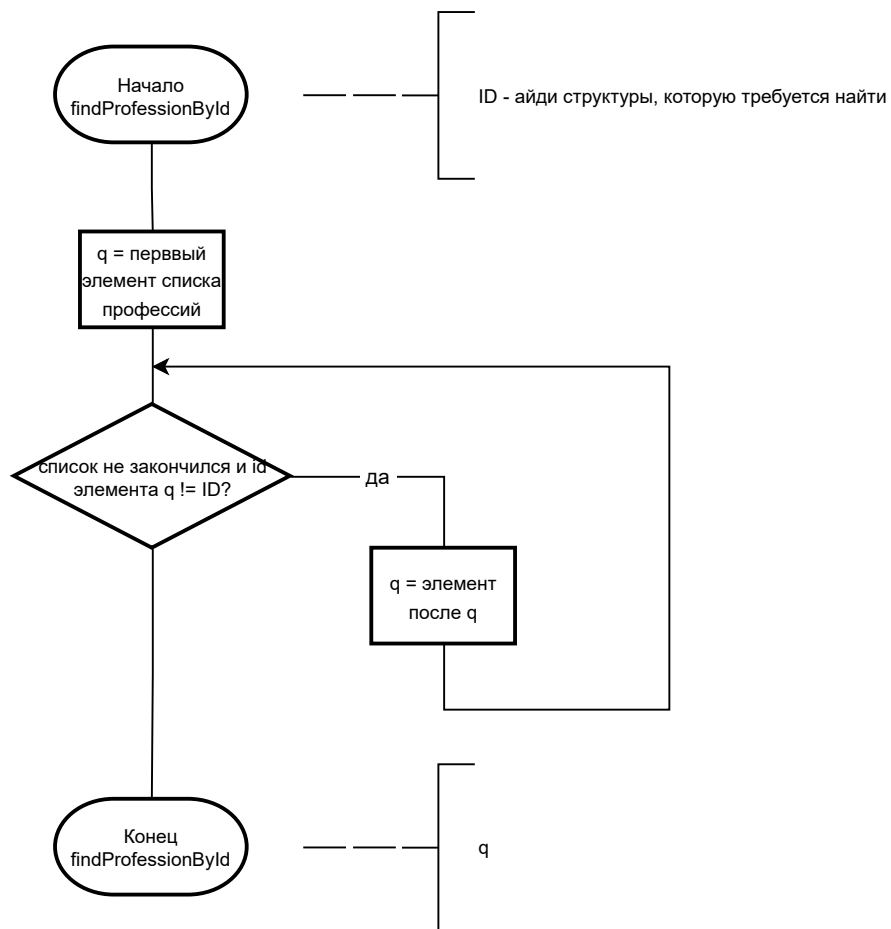 Начало
findProfessionById
ID - айди структуры, которую требуется найти
q = перввый
элемент списка
профессий
список не закончился и id
элемента q != ID?
да
q = элемент
после q
Конец
findProfessionById
q